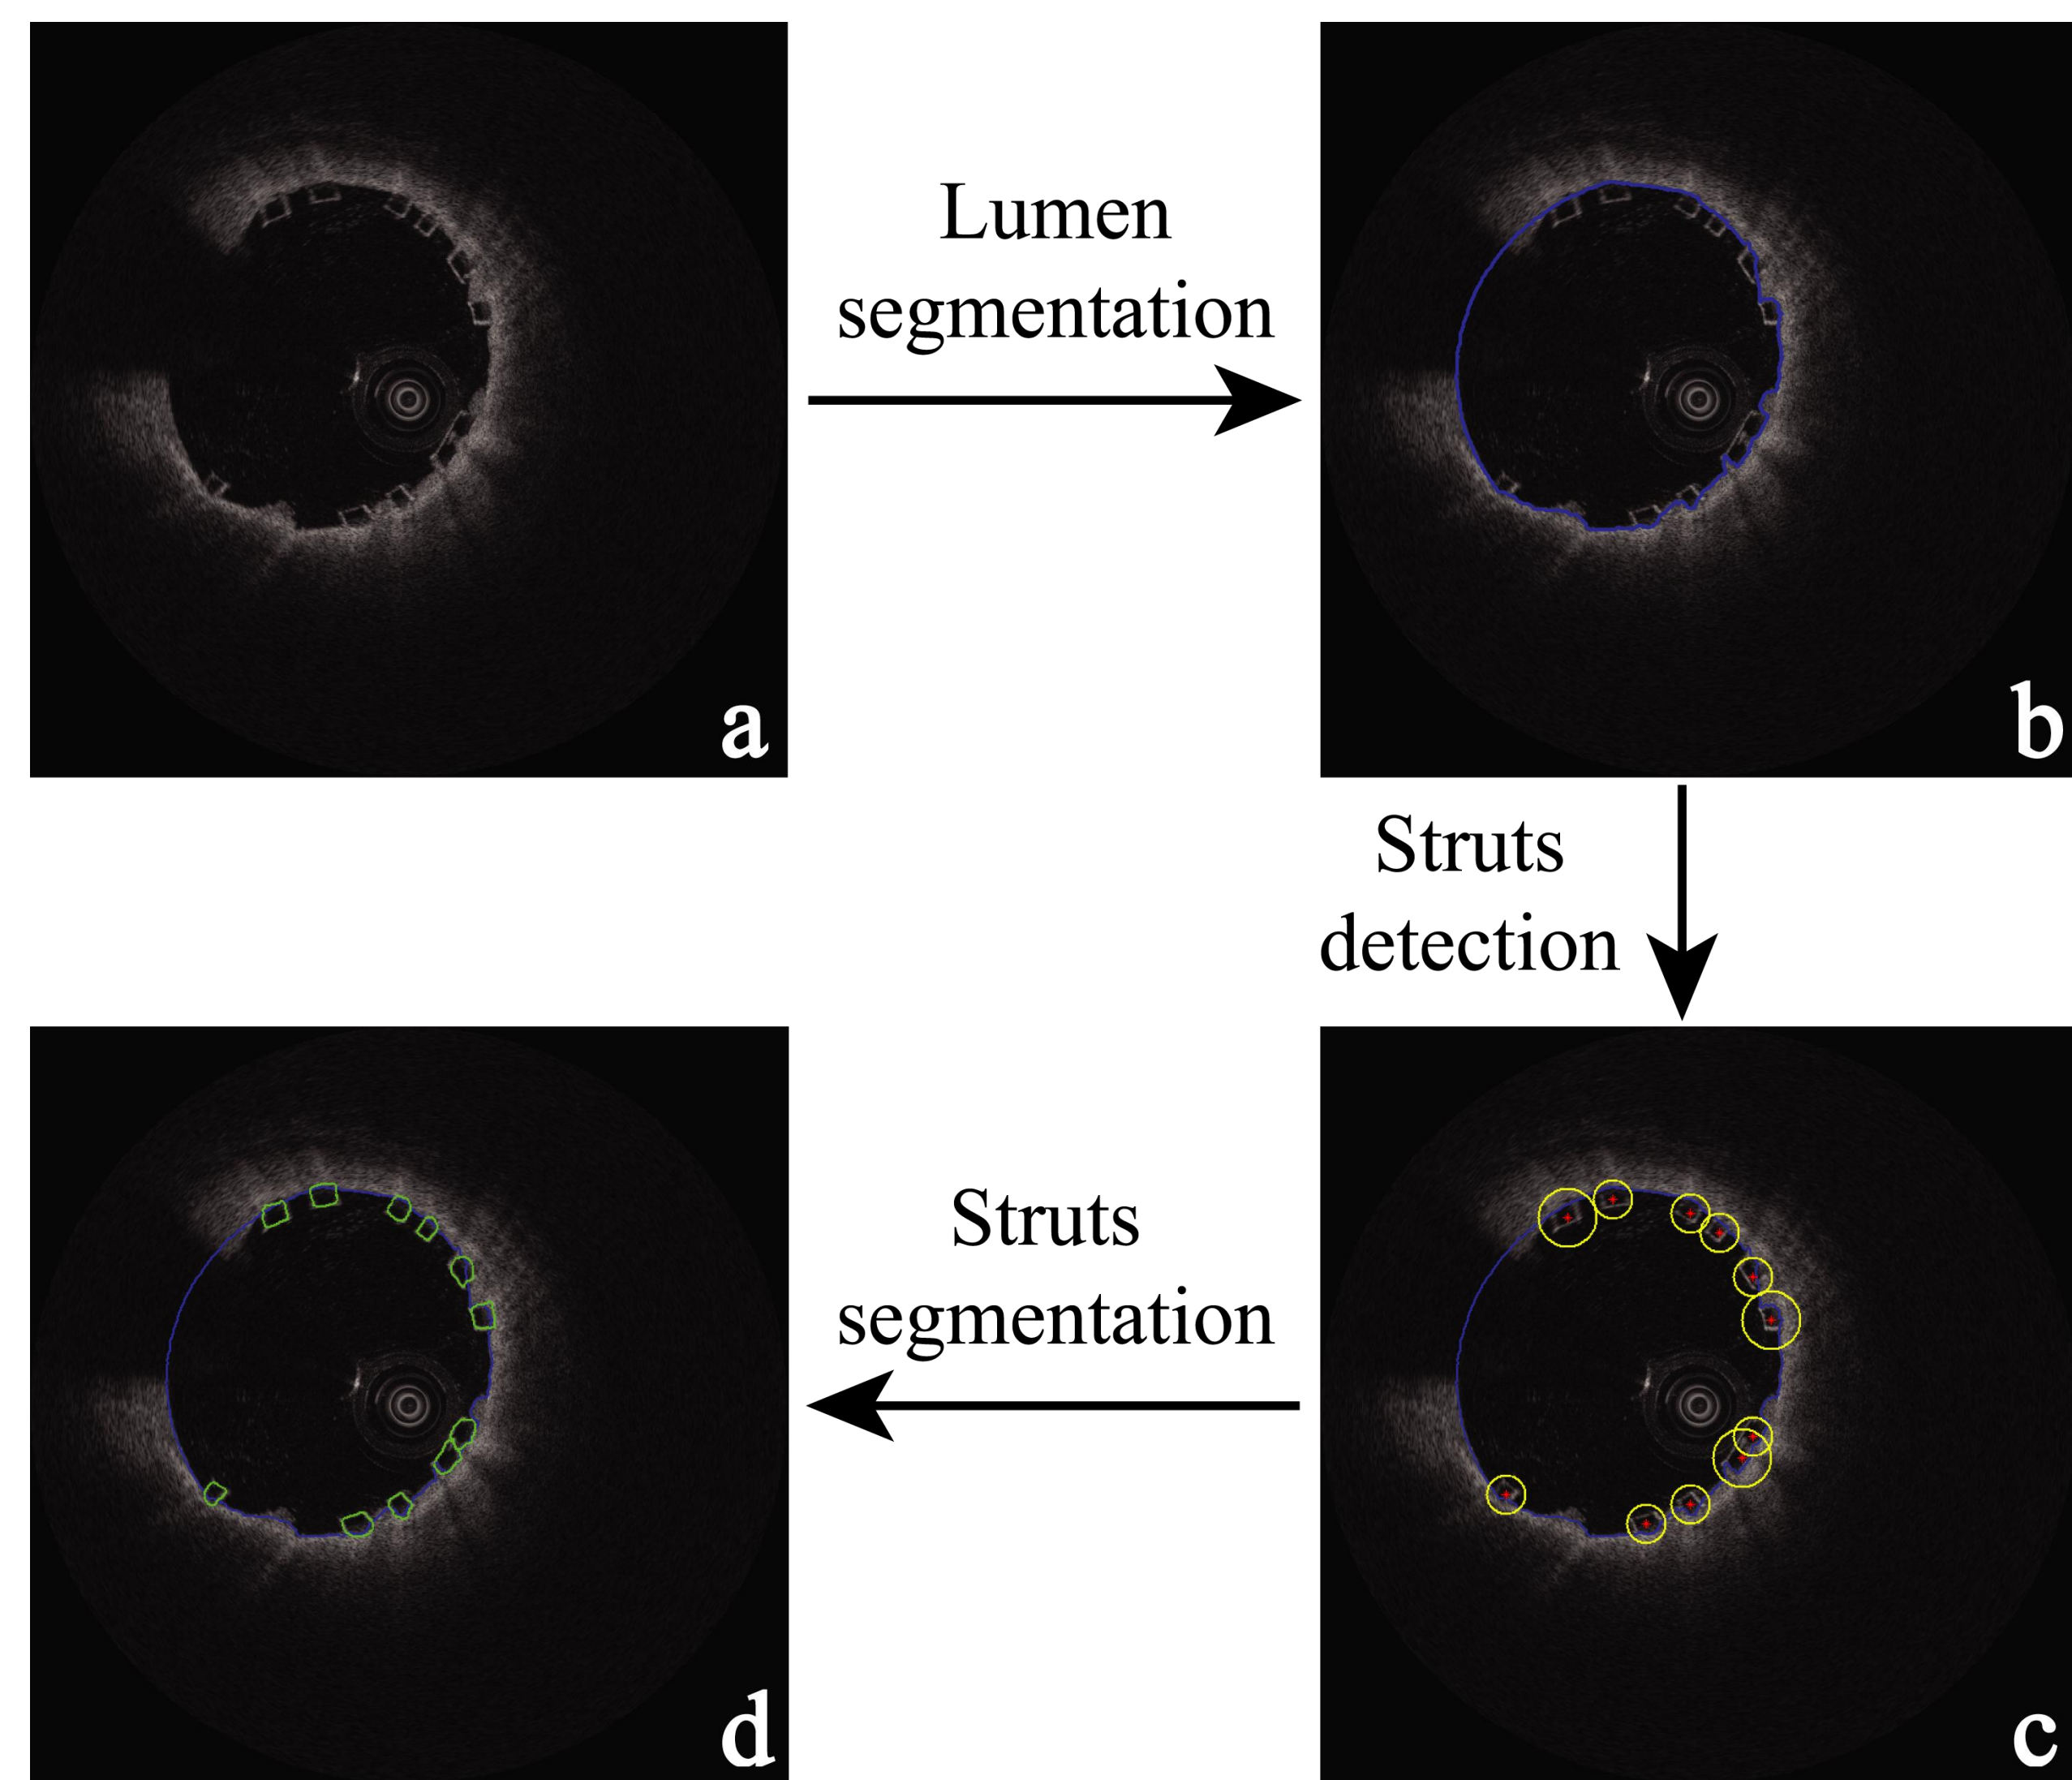 Lumen
segmentation
a
b
Struts
detection
Struts
segmentation
d
c